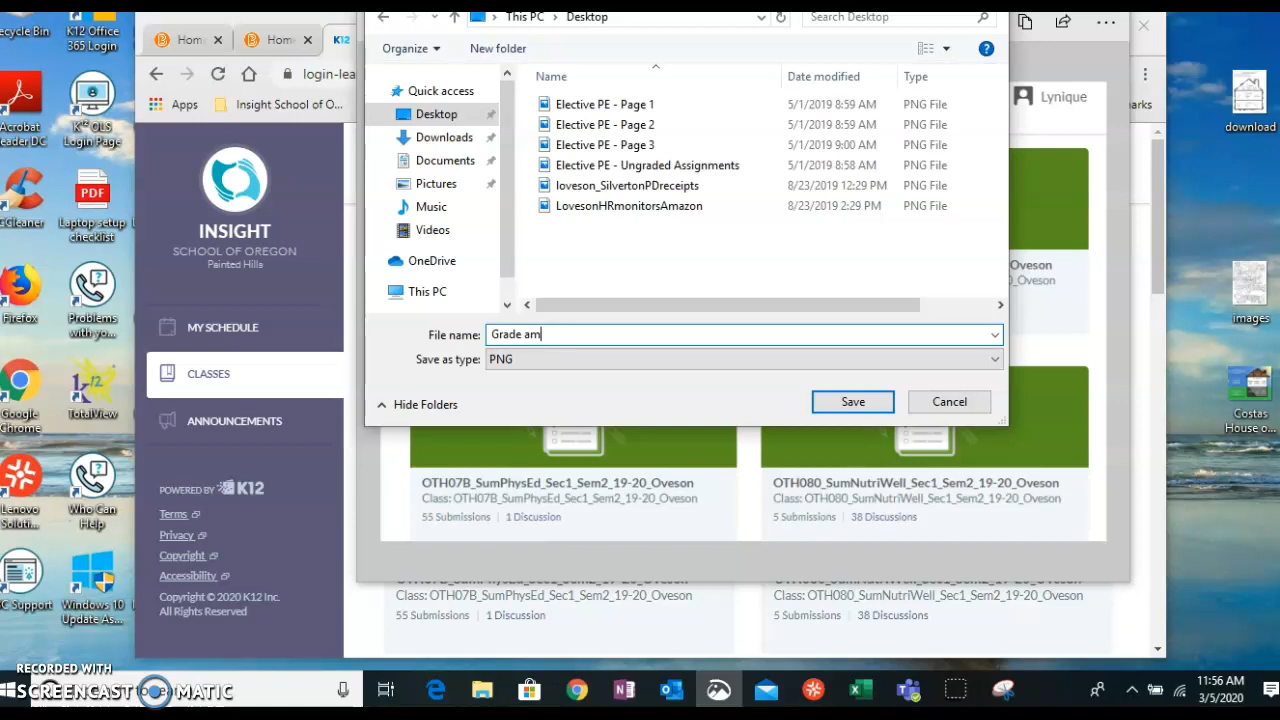 ecycle Bin
K12 Office
365 Login
Acrobat
eader DC
K¹² OLS
Login Page
CCleaner
PDF
Laptop setup
checklist
Firefox
Problems
with yo...
Google
Chrome
TotalView
Lenovo
Soluti...
Who Can
Help
PC Support
Windows 10
Update As...
Home
Home
K12
login-lea
Apps
Insight School of O...
INSIGHT
SCHOOL OF OREGON
Painted Hills
MY SCHEDULE
CLASSES
ANNOUNCEMENTS
POWERED BY K12
Terms
Privacy
Copyright
Accessibility
Copyright © 2020 K12 Inc.
All Rights Reserved
This PC > Desktop
Search Desktop
Organize
New folder
Quick access
Desktop
Downloads
Documents
Pictures
Music
Videos
OneDrive
This PC
Name Date modified Type
Elective PE - Page 1 5/1/2019 8:59 AM PNG File
Elective PE - Page 2 5/1/2019 8:59 AM PNG File
Elective PE - Page 3 5/1/2019 9:00 AM PNG File
Elective PE - Ungraded Assignments 5/1/2019 8:58 AM PNG File
loveson_SilvertonPDreceipts 8/23/2019 12:29 PM PNG File
LovesonHRmonitorsAmazon 8/23/2019 2:29 PM PNG File
File name: Grade am
Save as type: PNG
Hide Folders
Save
Cancel
Lynique
marks
Oveson
_Oveson
OTH07B_SumPhysEd_Sec1_Sem2_19-20_Oveson
Class: OTH07B_SumPhysEd_Sec1_Sem2_19-20_Oveson
55 Submissions | 1 Discussion
OTH080_SumNutriWell_Sec1_Sem2_19-20_Oveson
Class: OTH080_SumNutriWell_Sec1_Sem2_19-20_Oveson
5 Submissions | 38 Discussions
OTH07B_SumPhysEd_Sec1_Sem2_19-20_Oveson
Class: OTH07B_SumPhysEd_Sec1_Sem2_19-20_Oveson
55 Submissions | 1 Discussion
OTH080_SumNutriWell_Sec1_Sem2_19-20_Oveson
Class: OTH080_SumNutriWell_Sec1_Sem2_19-20_Oveson
5 Submissions | 38 Discussions
download
images
Costas
House o...
RECORDED WITH
SCREENCAST MATIC
11:56 AM
3/5/2020